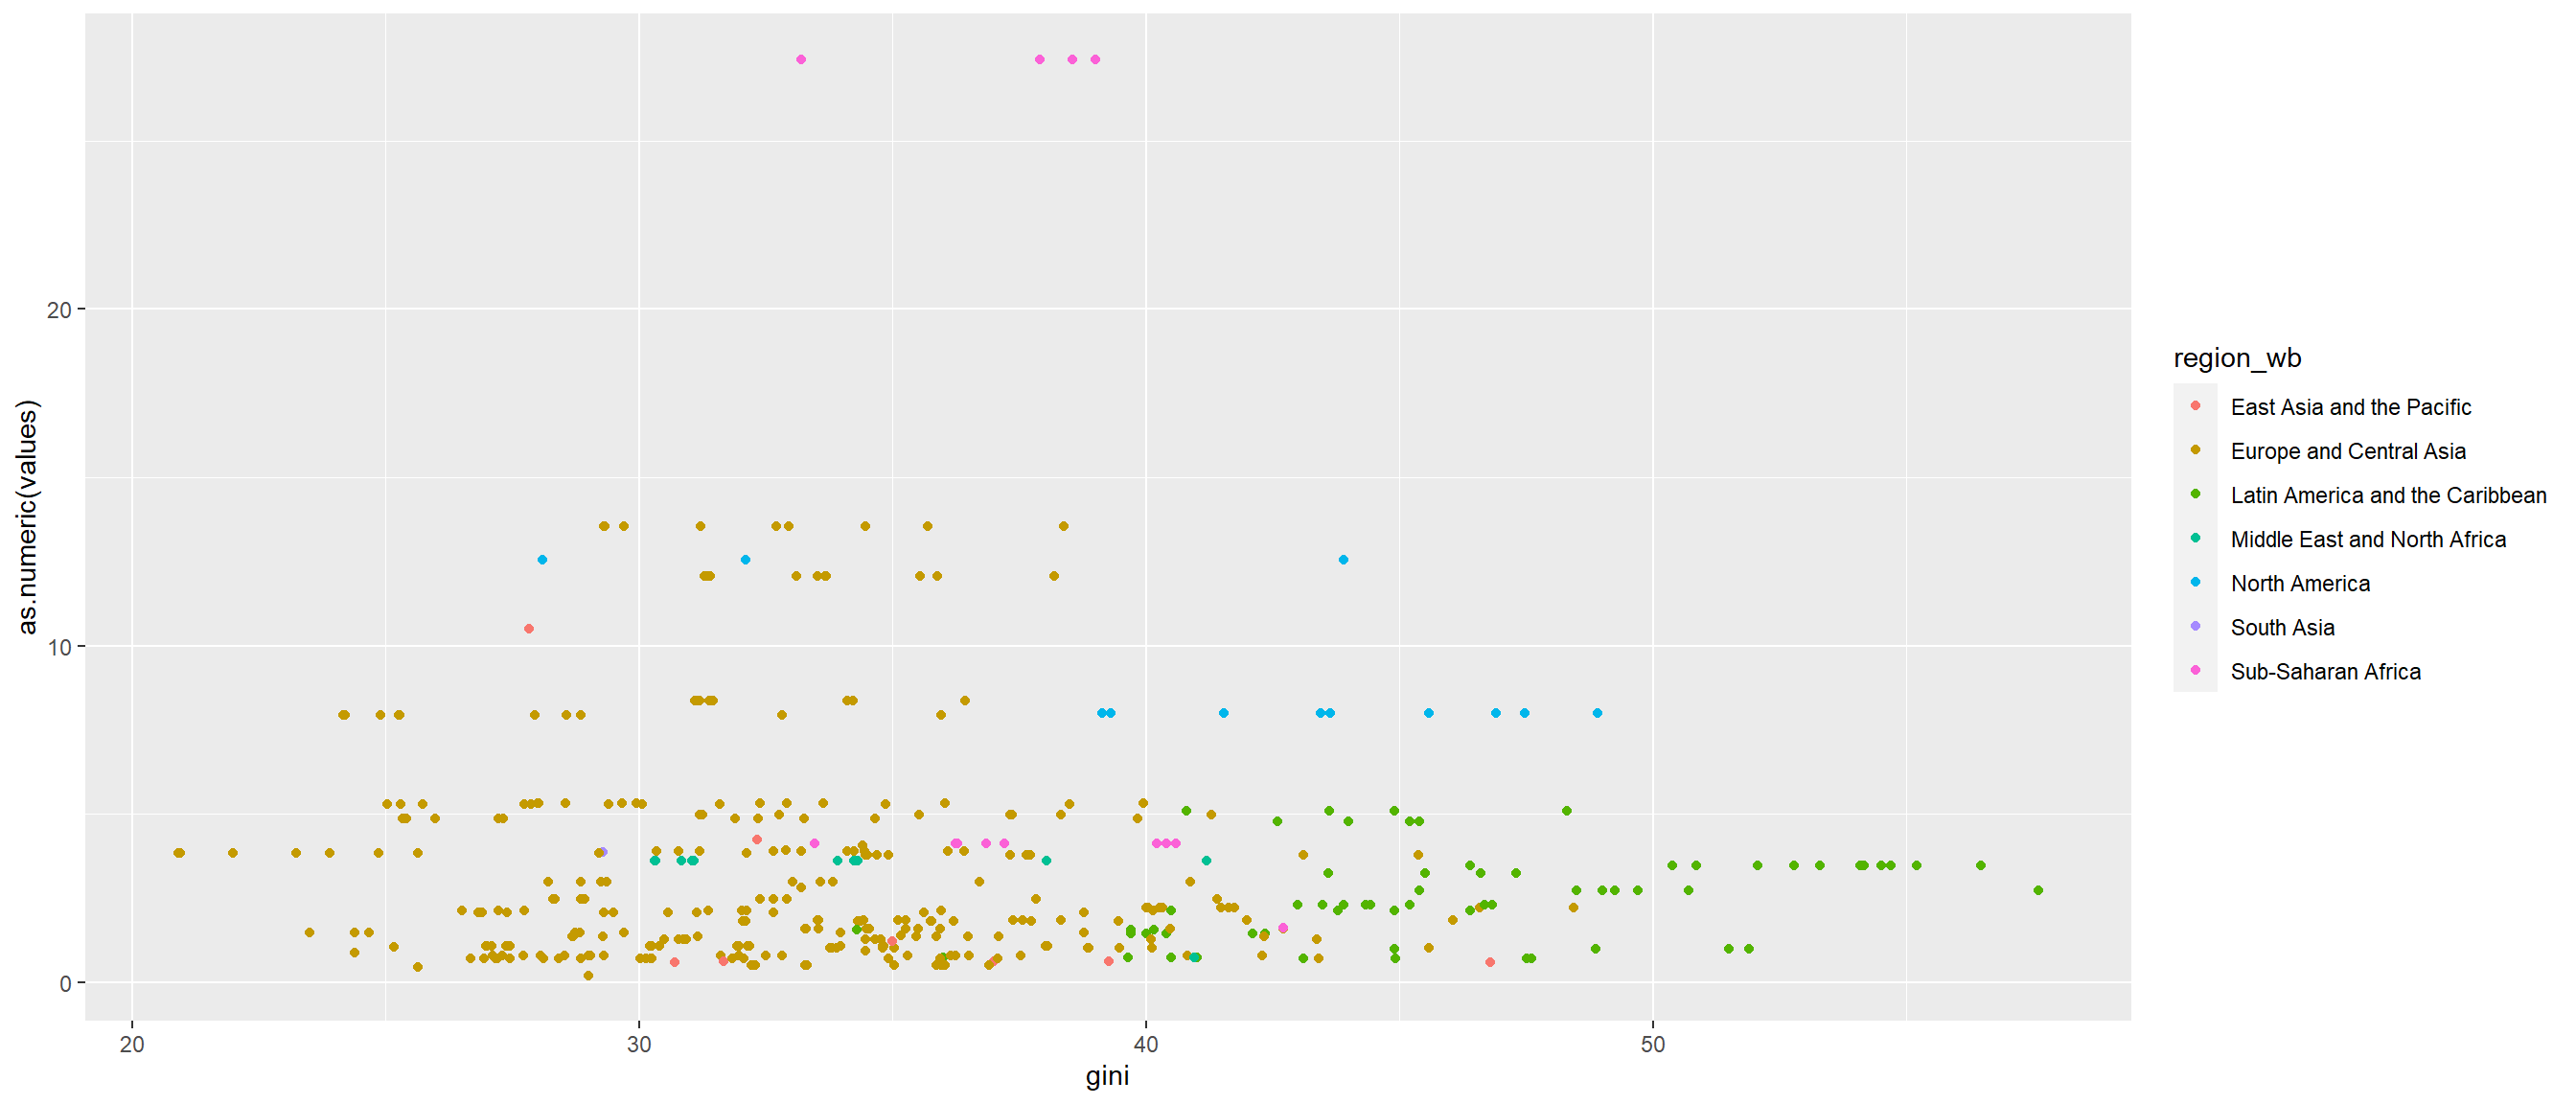 as.numeric(values)
20
10
0
20
30
40
50
gini
region_wb
East Asia and the Pacific
Europe and Central Asia
Latin America and the Caribbean
Middle East and North Africa
North America
South Asia
Sub-Saharan Africa